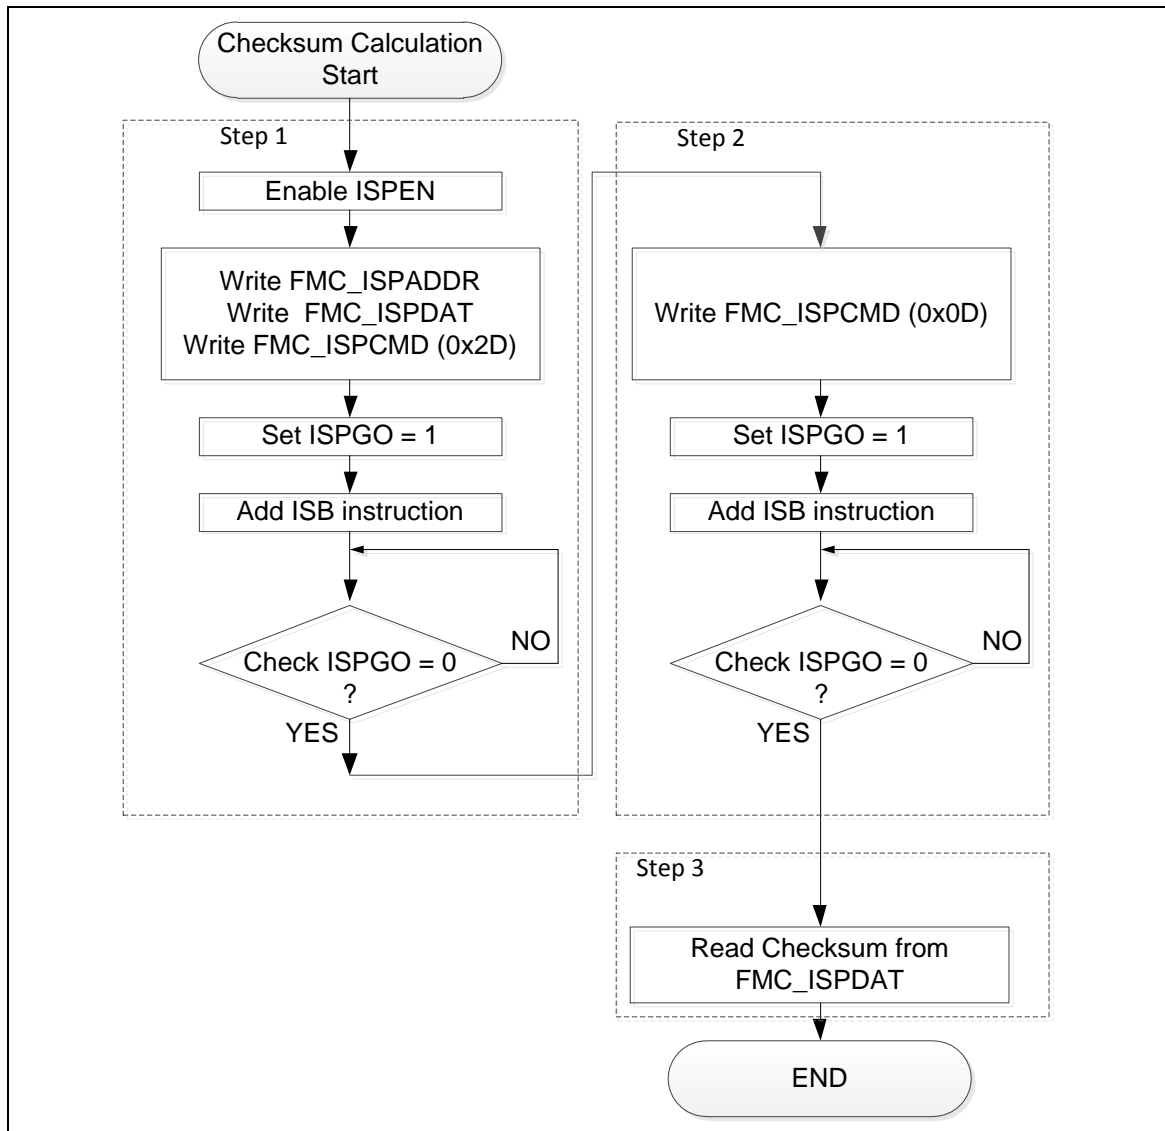 Checksum Calculation
Start
Step 1
Enable ISPEN
Write FMC_ISPADDR
Write FMC_ISPDAT
Write FMC_ISPCMD (0x2D)
Set ISPGO = 1
Add ISB instruction
NO
Check ISPGO = 0
?
YES
Step 2
Write FMC_ISPCMD (0x0D)
Set ISPGO = 1
Add ISB instruction
NO
Check ISPGO = 0
?
YES
Step 3
Read Checksum from
FMC_ISPDAT
END